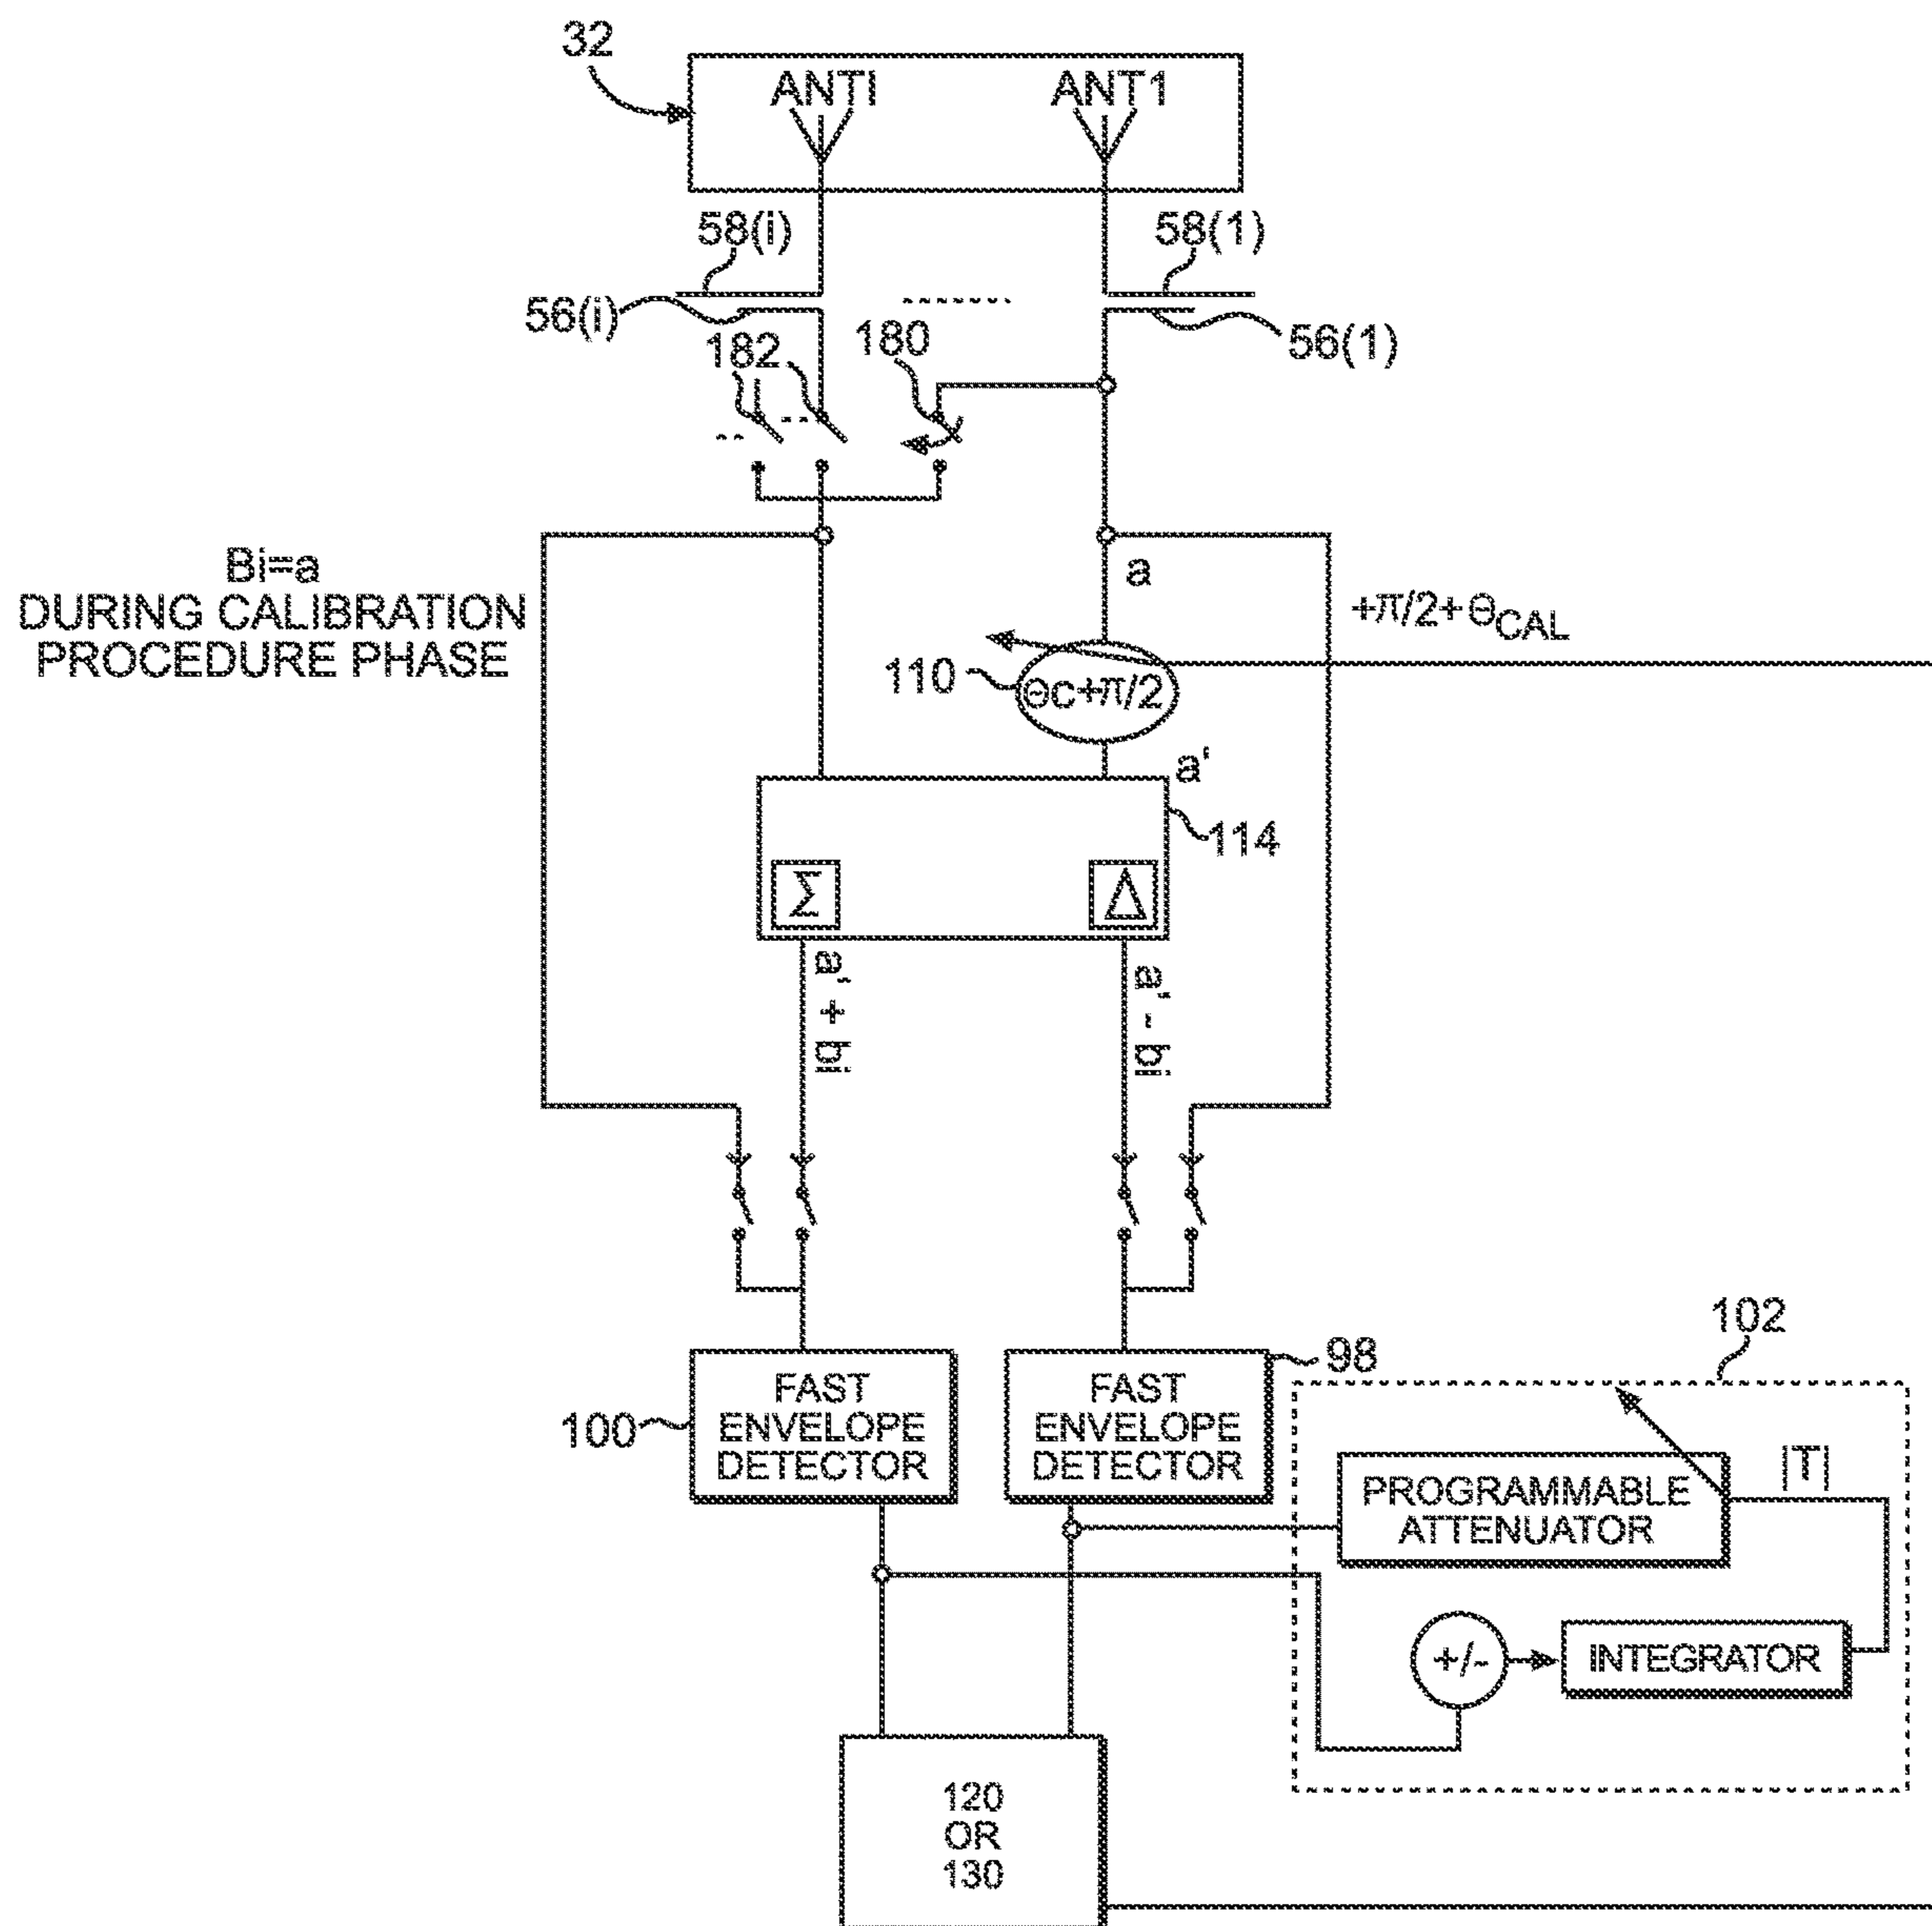 32
ANTI
ANT1
58(i)
58(1)
56(i)
56(1)
182
180
Bi=a
DURING CALIBRATION
PROCEDURE PHASE
a
+π/2+ΘCAL
110
Θc+π/2
a'
114
Σ
Δ
a' + bi
a' - bi
102
98
100
FAST
ENVELOPE
DETECTOR
FAST
ENVELOPE
DETECTOR
PROGRAMMABLE
ATTENUATOR
|T|
+/-
INTEGRATOR
120
OR
130